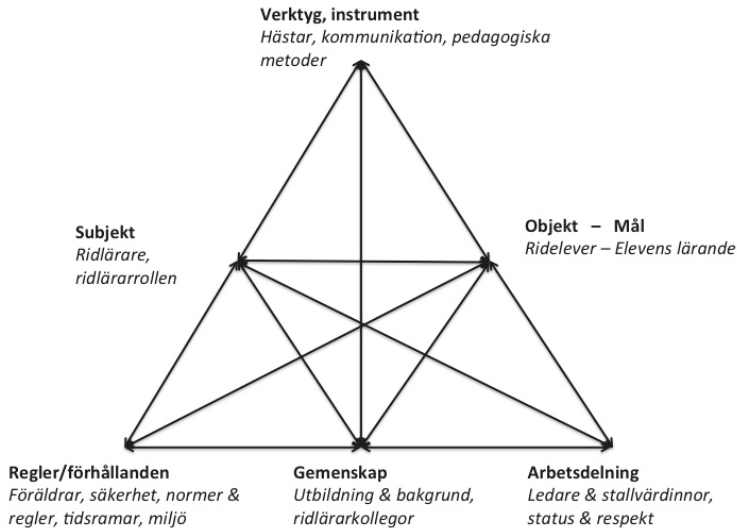 Verktyg, instrument
Hästar, kommunikation, pedagogiska
metoder
Subjekt
Ridlärare,
ridlärarrollen
Objekt – Mål
Ridelever – Elevens lärande
Regler/förhållanden
Föräldrar, säkerhet, normer &
regler, tidsramar, miljö
Gemenskap
Utbildning & bakgrund,
ridlärarkollegor
Arbetsdelning
Ledare & stallvärdinnor,
status & respekt